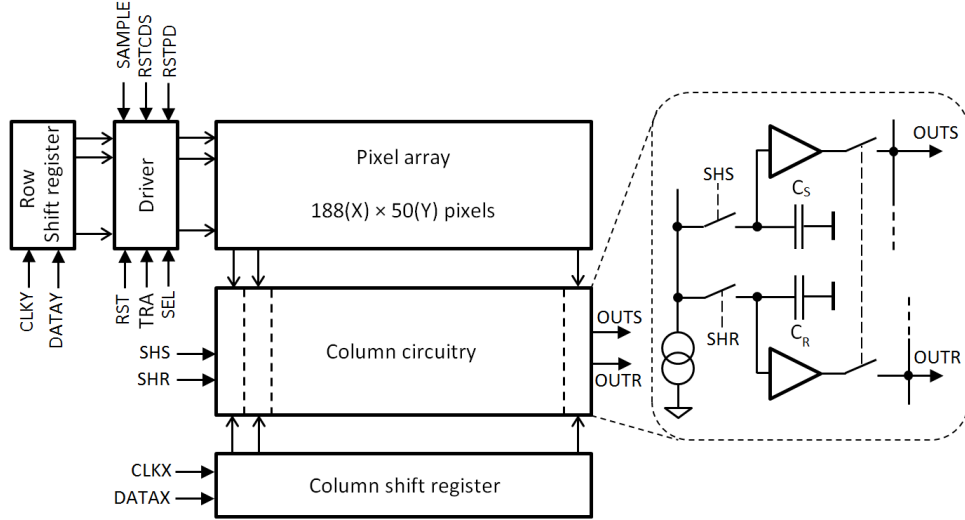 SAMPLE
RSTCDS
RSTPD
Row
Shift register
Driver
Pixel array
188(X) × 50(Y) pixels
CLKY
DATAY
RST
TRA
SEL
SHS
SHR
Column circuitry
OUTS
OUTR
CLKX
DATAX
Column shift register
OUTS
SHS
C_S
SHR
C_R
OUTR